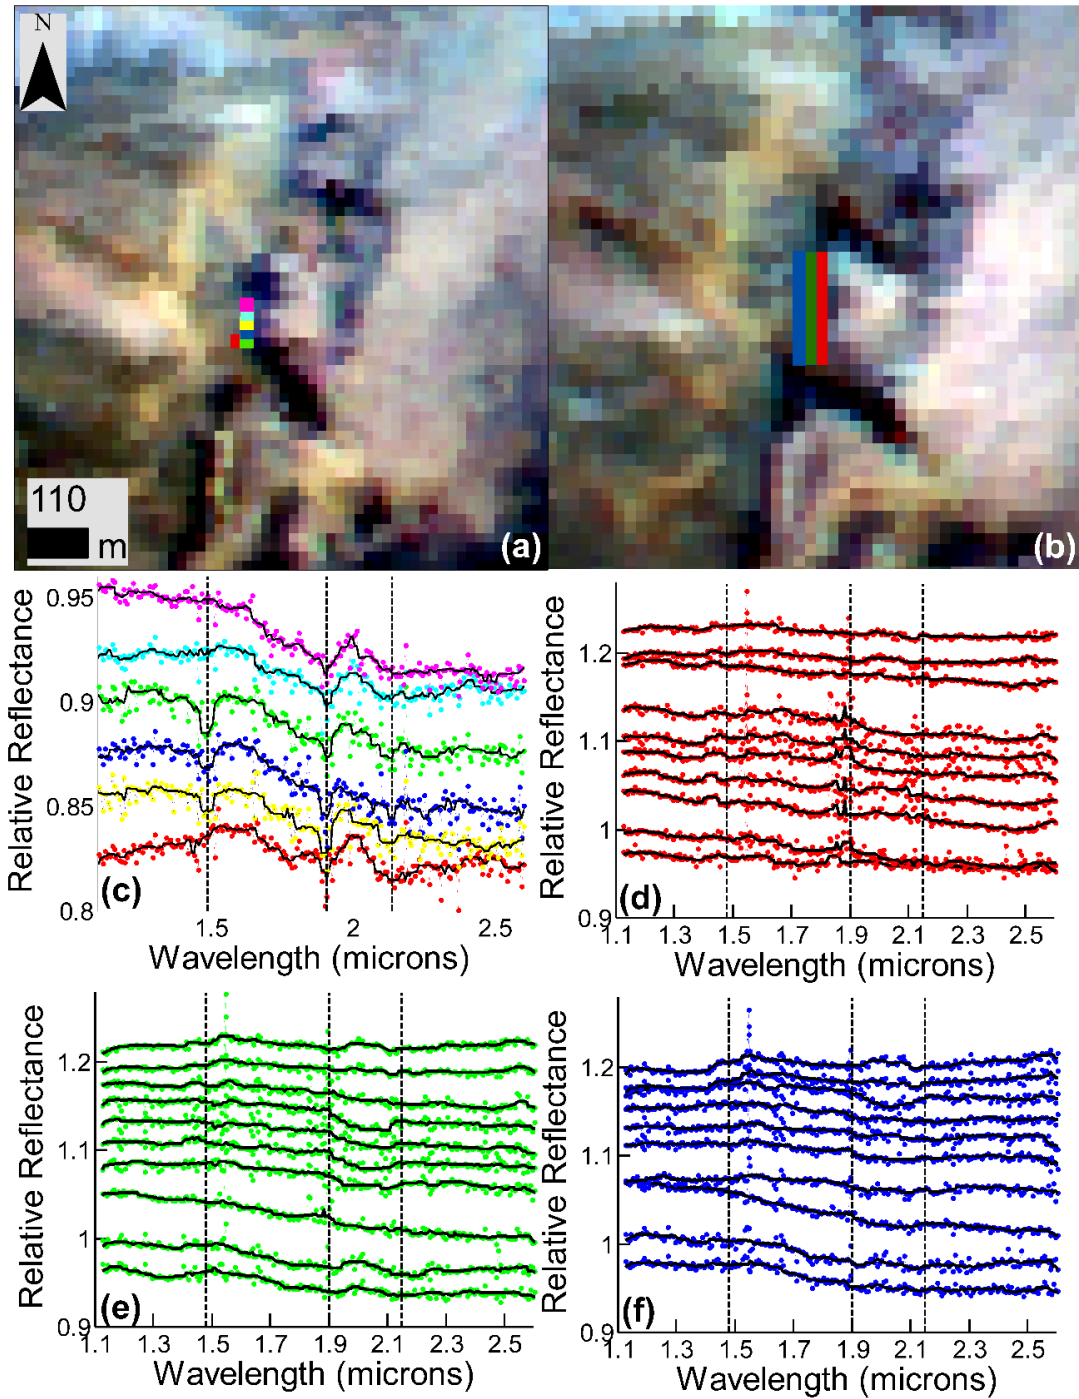 N
110
m
(a)
(b)
Relative Reflectance
0.95
0.9
0.85
0.8
(c)
1.5
2
2.5
Wavelength (microns)
Relative Reflectance
1.2
1.1
1
0.9
(d)
1.1
1.3
1.5
1.7
1.9
2.1
2.3
2.5
Wavelength (microns)
Relative Reflectance
1.2
1.1
1
0.9
(e)
1.1
1.3
1.5
1.7
1.9
2.1
2.3
2.5
Wavelength (microns)
Relative Reflectance
1.2
1.1
1
0.9
(f)
1.1
1.3
1.5
1.7
1.9
2.1
2.3
2.5
Wavelength (microns)